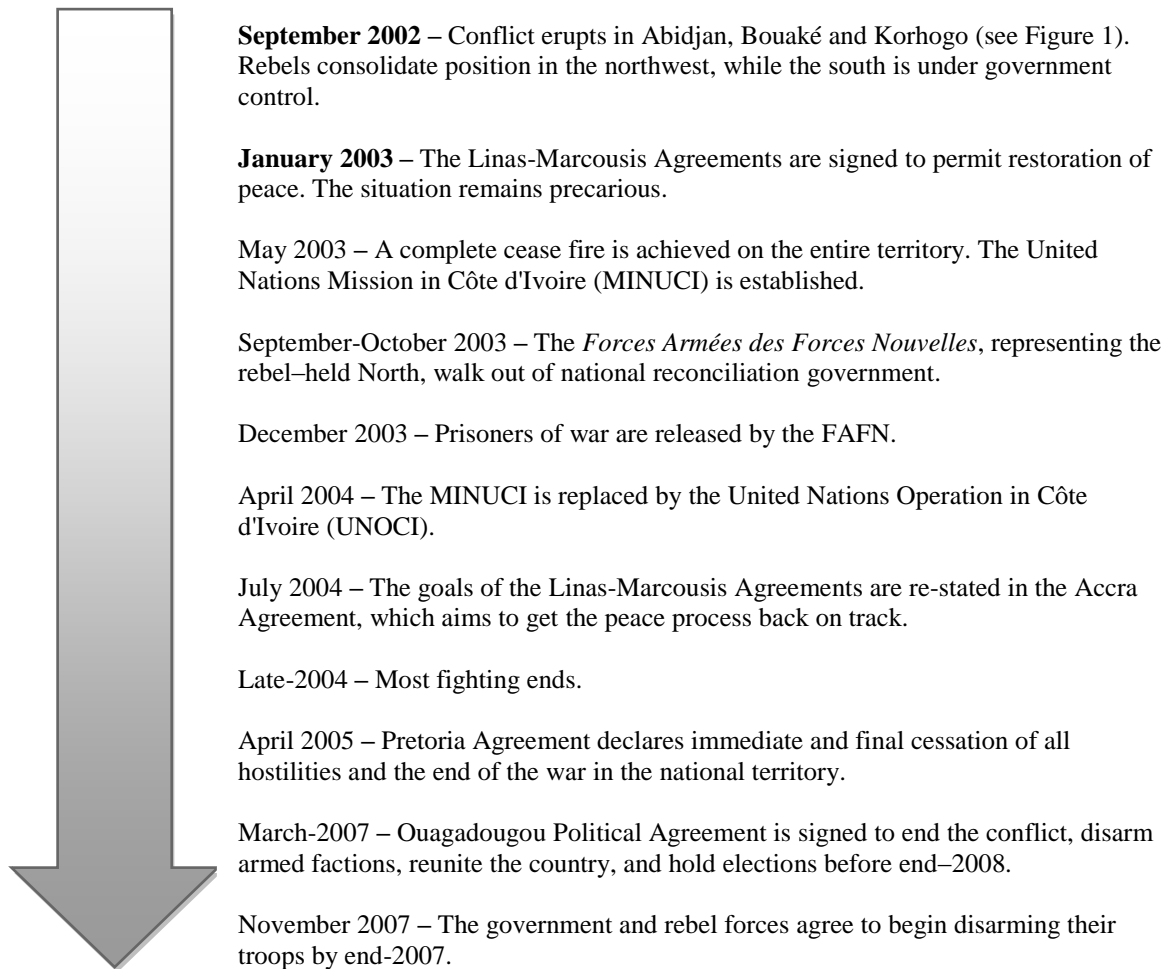 September 2002 – Conflict erupts in Abidjan, Bouaké and Korhogo (see Figure 1).
Rebels consolidate position in the northwest, while the south is under government
control.
January 2003 – The Linas-Marcousis Agreements are signed to permit restoration of
peace. The situation remains precarious.
May 2003 – A complete cease fire is achieved on the entire territory. The United
Nations Mission in Côte d'Ivoire (MINUCI) is established.
September-October 2003 – The Forces Armées des Forces Nouvelles, representing the
rebel–held North, walk out of national reconciliation government.
December 2003 – Prisoners of war are released by the FAFN.
April 2004 – The MINUCI is replaced by the United Nations Operation in Côte
d'Ivoire (UNOCI).
July 2004 – The goals of the Linas-Marcousis Agreements are re-stated in the Accra
Agreement, which aims to get the peace process back on track.
Late-2004 – Most fighting ends.
April 2005 – Pretoria Agreement declares immediate and final cessation of all
hostilities and the end of the war in the national territory.
March-2007 – Ouagadougou Political Agreement is signed to end the conflict, disarm
armed factions, reunite the country, and hold elections before end–2008.
November 2007 – The government and rebel forces agree to begin disarming their
troops by end-2007.